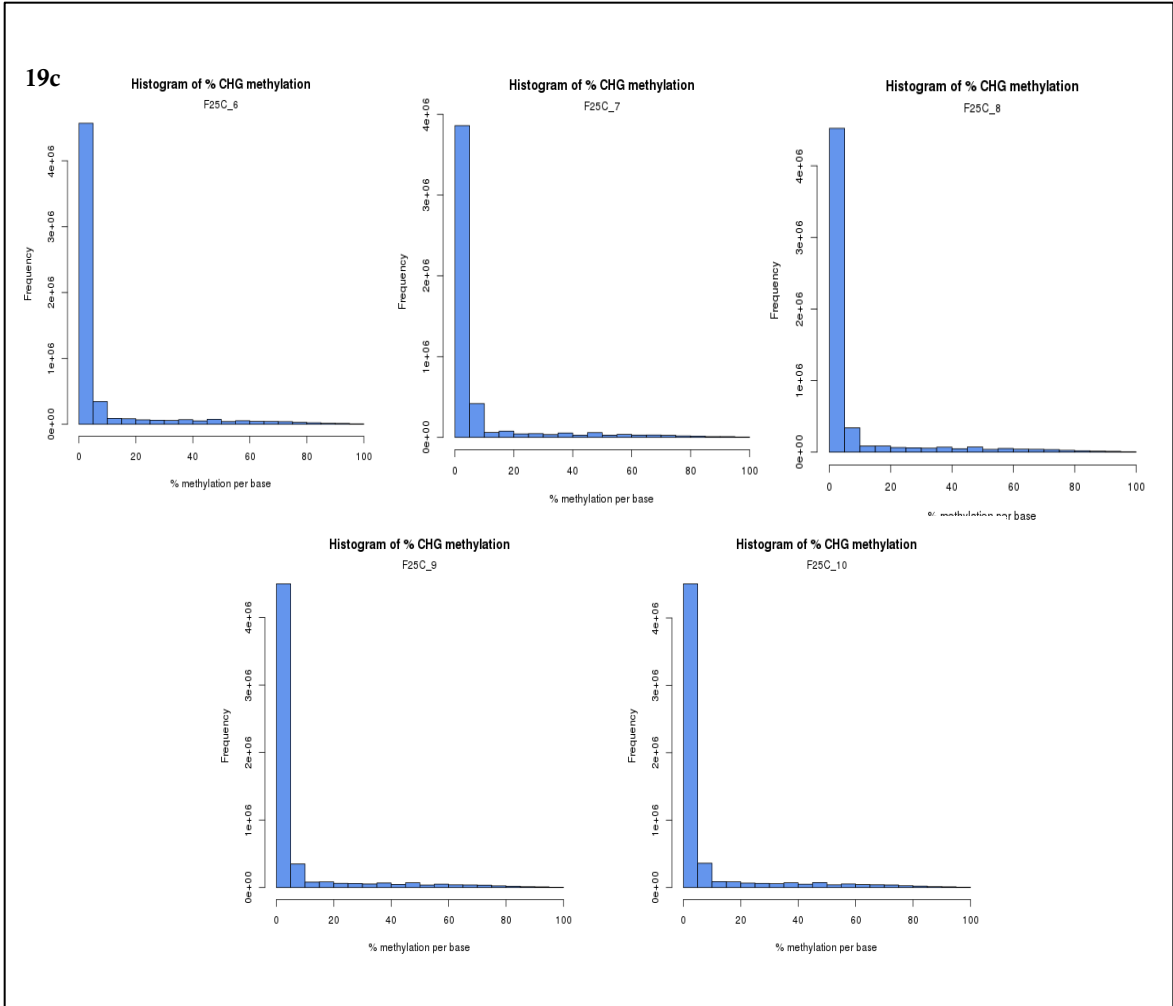 19c
Histogram of % CHG methylation
F25C_6
Frequency
0e+00 1e+06 2e+06 3e+06 4e+06
0 20 40 60 80 100
% methylation per base
Histogram of % CHG methylation
F25C_7
Frequency
0e+00 1e+06 2e+06 3e+06 4e+06
0 20 40 60 80 100
% methylation per base
Histogram of % CHG methylation
F25C_8
Frequency
0e+00 1e+06 2e+06 3e+06 4e+06
0 20 40 60 80 100
% methylation per base
Histogram of % CHG methylation
F25C_9
Frequency
0e+00 1e+06 2e+06 3e+06 4e+06
0 20 40 60 80 100
% methylation per base
Histogram of % CHG methylation
F25C_10
Frequency
0e+00 1e+06 2e+06 3e+06 4e+06
0 20 40 60 80 100
% methylation per base